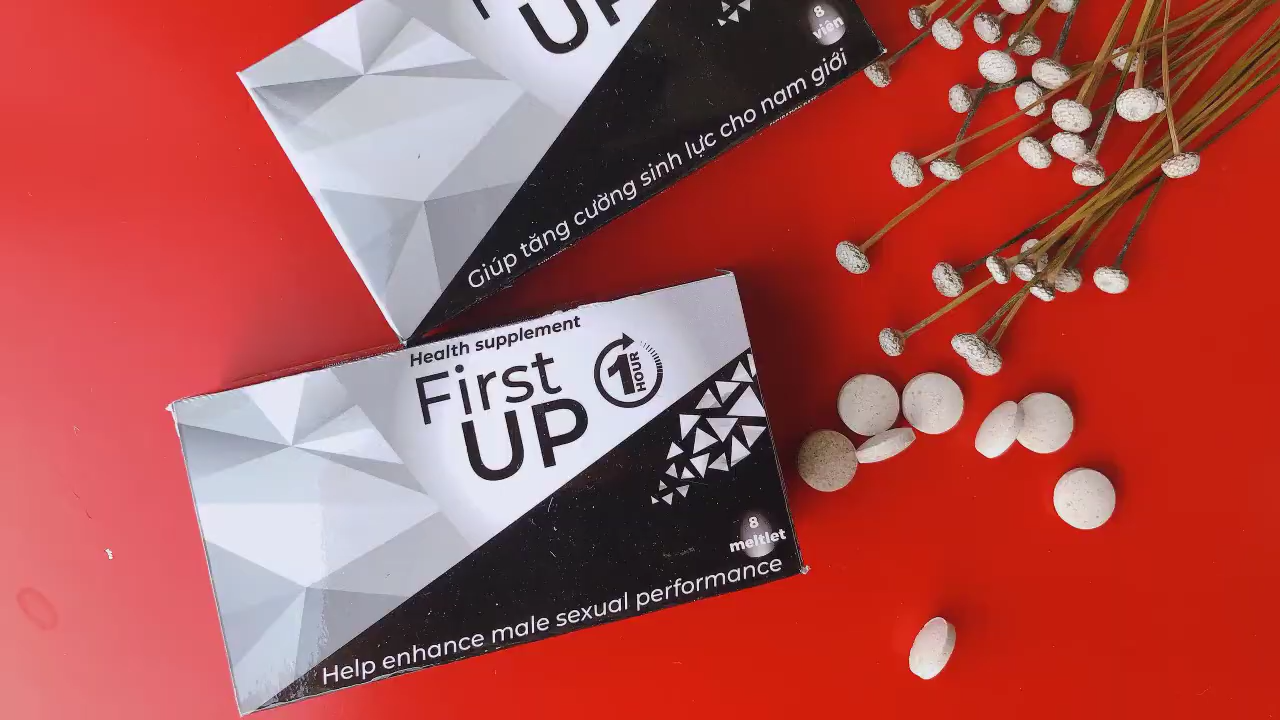 UP
8
viên
Giúp tăng cường sinh lực cho nam giới
Health supplement
First
UP
1
HOUR
8
meltlet
Help enhance male sexual performance